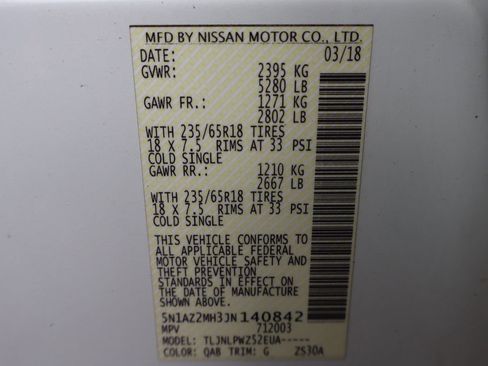 MFD BY NISSAN MOTOR CO., LTD.
DATE: 03/18
GVWR: 2395 KG
5280 LB
GAWR FR.: 1271 KG
2802 LB
WITH 235/65R18 TIRES
18 X 7.5 RIMS AT 33 PSI
COLD SINGLE
GAWR RR.: 1210 KG
2667 LB
WITH 235/65R18 TIRES
18 X 7.5 RIMS AT 33 PSI
COLD SINGLE
THIS VEHICLE CONFORMS TO
ALL APPLICABLE FEDERAL
MOTOR VEHICLE SAFETY AND
THEFT PREVENTION
STANDARDS IN EFFECT ON
THE DATE OF MANUFACTURE
SHOWN ABOVE.
5N1AZ2MH3JN140842
MPV 712003
MODEL: TLJNLPWZ52EUA-----
COLOR: QAB TRIM: G ZS30A